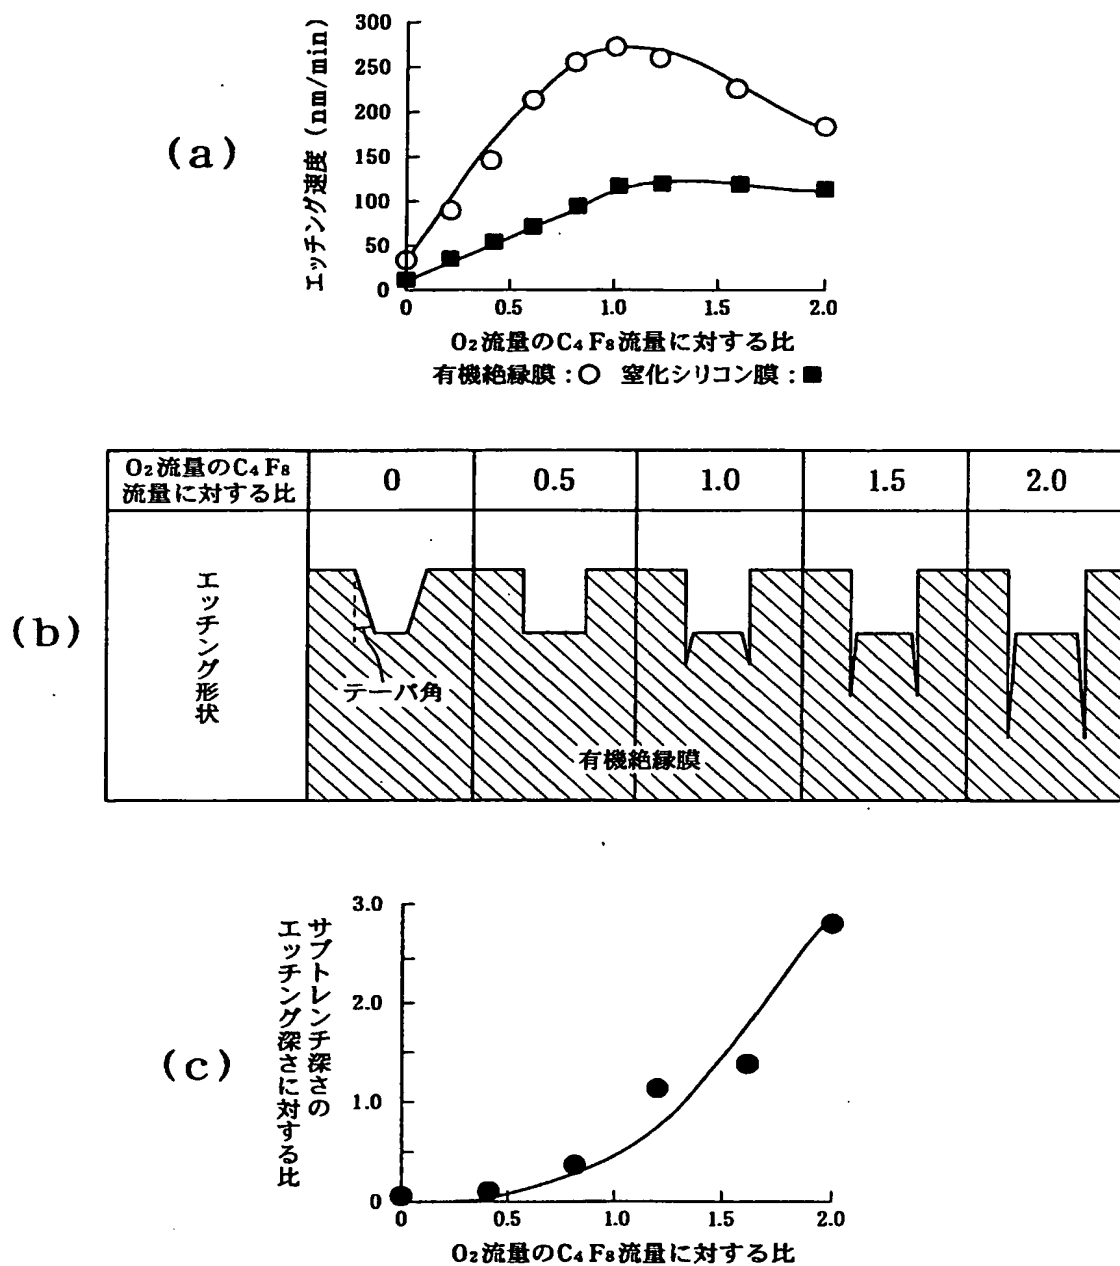 (a)
エッチング速度 (nm/min)
300
250
200
150
100
50
0
0 0.5 1.0 1.5 2.0
O₂流量のC₄F₈流量に対する比
有機絶縁膜:○ 窒化シリコン膜:■
(b)
O₂流量のC₄F₈
流量に対する比
0 0.5 1.0 1.5 2.0
エッチング形状
テーパ角
有機絶縁膜
(c)
サブトレンチ深さの
エッチング深さに対する比
3.0
2.0
1.0
0
0 0.5 1.0 1.5 2.0
O₂流量のC₄F₈流量に対する比